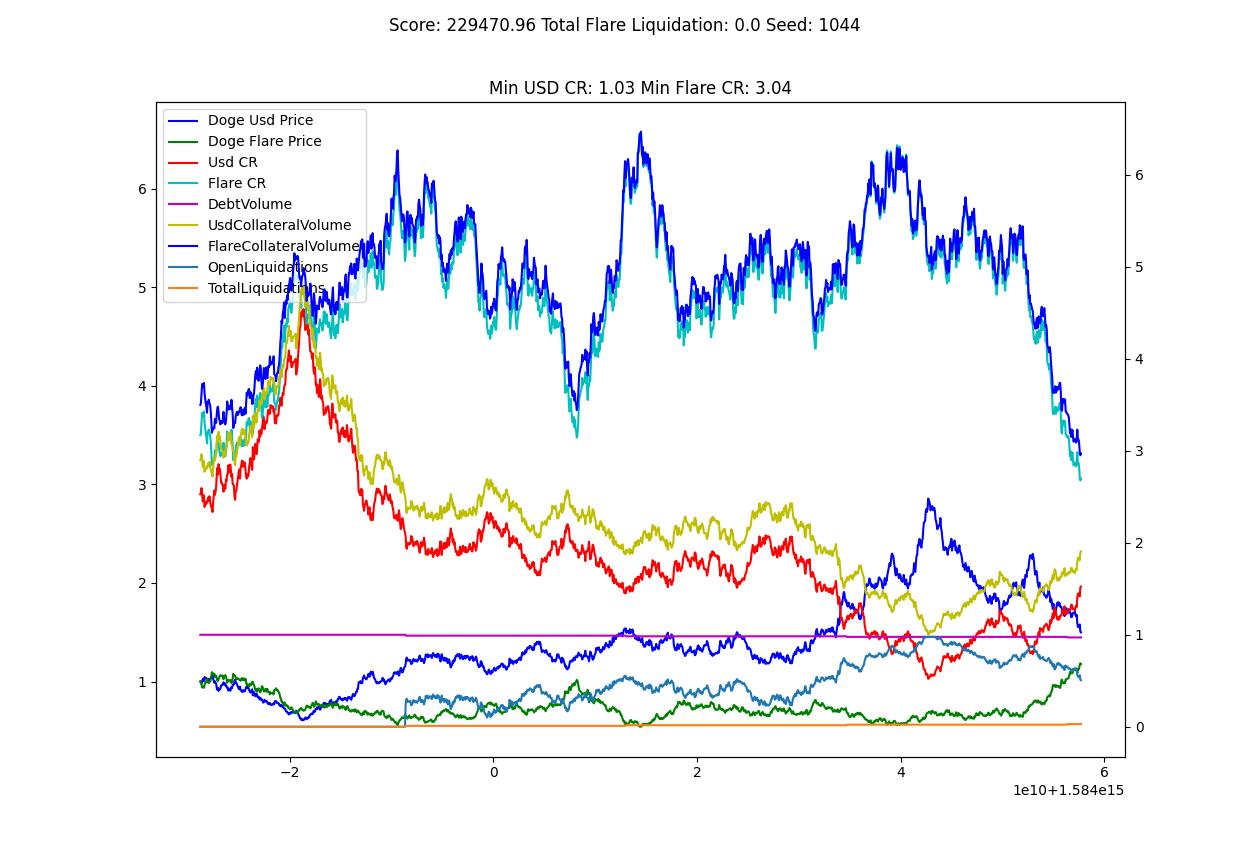 Score: 229470.96 Total Flare Liquidation: 0.0 Seed: 1044
Min USD CR: 1.03 Min Flare CR: 3.04
Doge Usd Price
Doge Flare Price
Usd CR
Flare CR
DebtVolume
UsdCollateralVolume
FlareCollateralVolume
OpenLiquidations
TotalLiquidations
6
5
4
3
2
1
6
5
4
3
2
1
0
−2
0
2
4
6
1e10+1.584e15